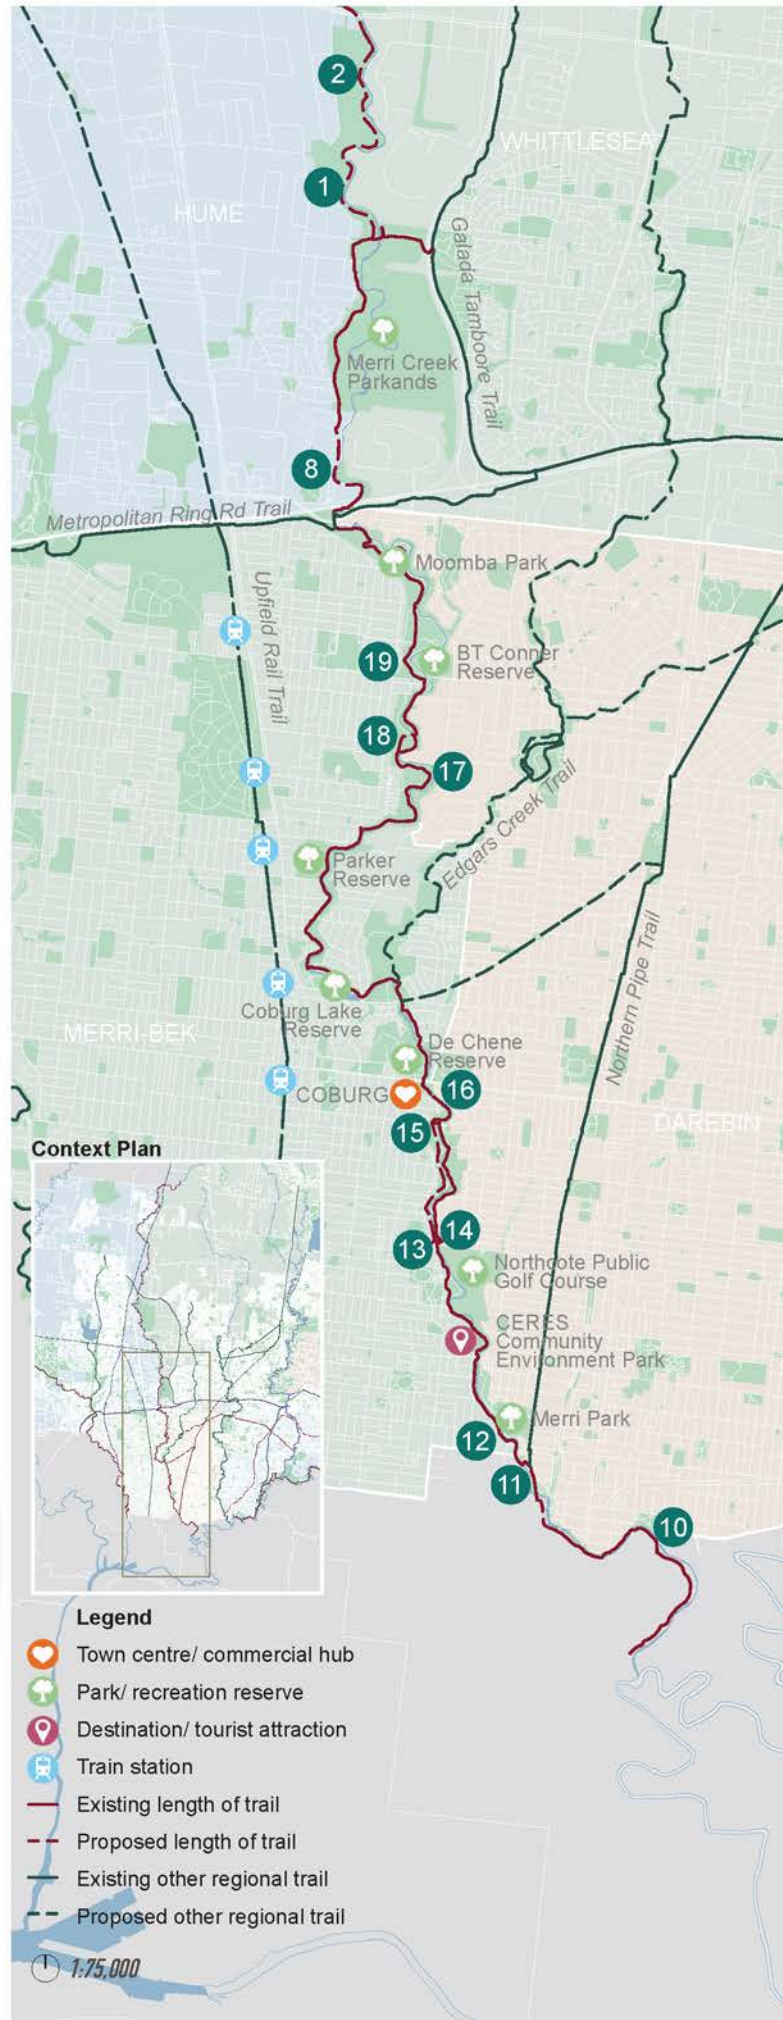 2
WHITTLESEA
1
HUME
Galada Tamboore Trail
Merri Creek
Parkands
8
Metropolitan Ring Rd Trail
Moomba Park
Upfield Rail Trail
19
BT Conner
Reserve
18
17
Edgars Creek Trail
Parker
Reserve
Northern Pipe Trail
Coburg Lake
Reserve
MERRI-BEK
De Chene
Reserve
COBURG
16
DAREBIN
15
Context Plan
14
13
Northcote Public
Golf Course
CERES
Community
Environment Park
Merri Park
12
11
10
Legend
Town centre/ commercial hub
Park/ recreation reserve
Destination/ tourist attraction
Train station
Existing length of trail
Proposed length of trail
Existing other regional trail
Proposed other regional trail
1:75,000